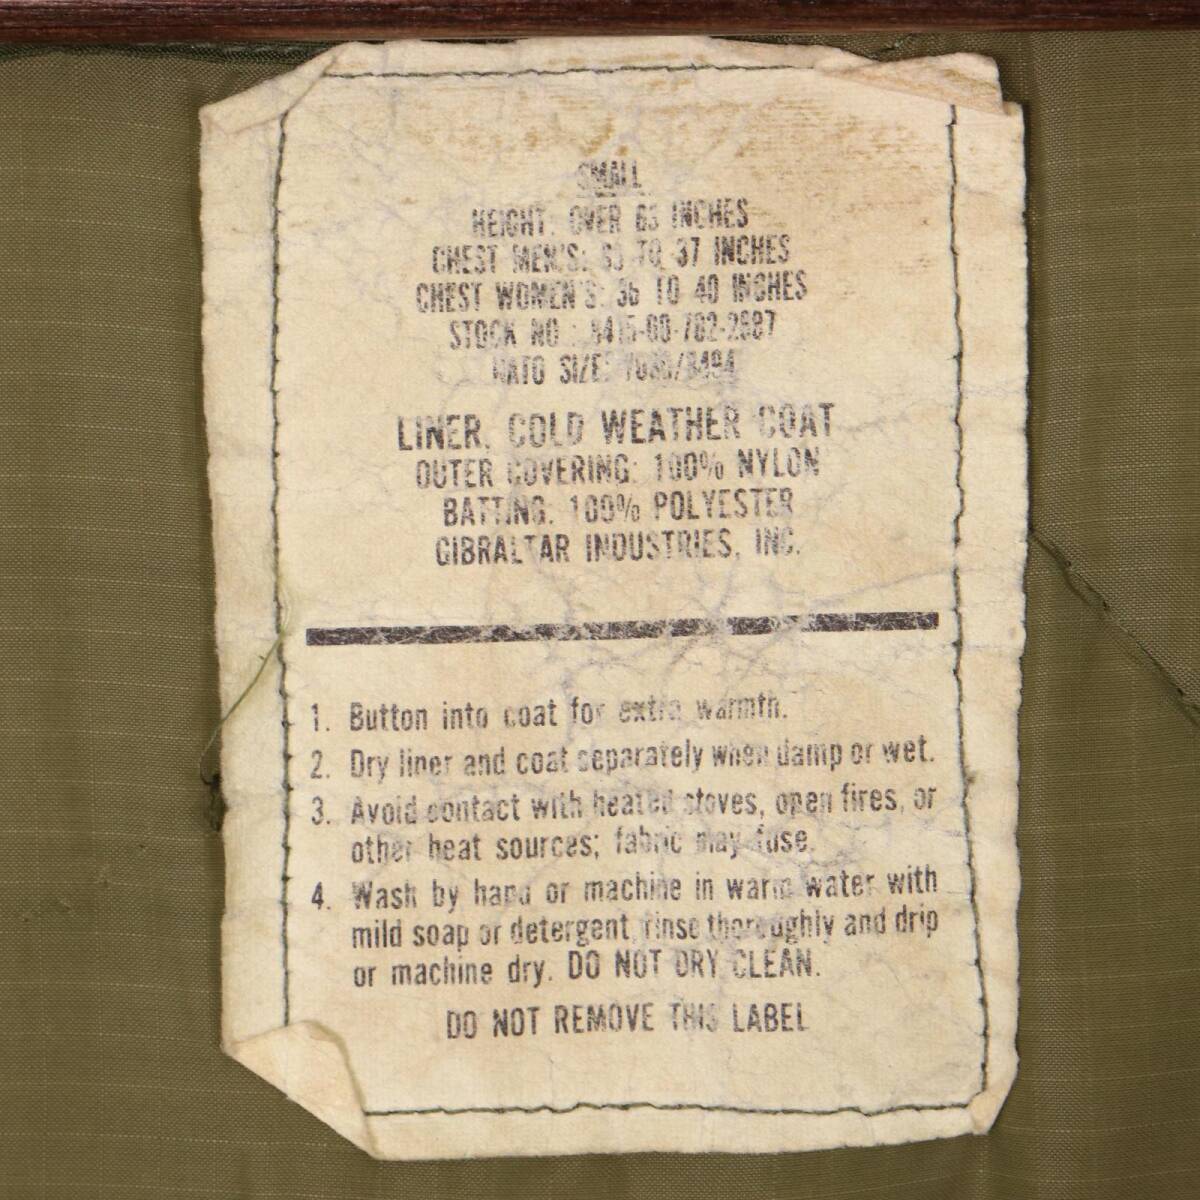 SMALL
HEIGHT: OVER 63 INCHES
CHEST MEN'S: TO 37 INCHES
CHEST WOMEN'S: 36 TO 40 INCHES
STOCK NO.:
NATO SIZE:
LINER, COLD WEATHER COAT
OUTER COVERING: 100% NYLON
BATTING: 100% POLYESTER
GIBRALTAR INDUSTRIES, INC.
1. Button into coat for extra warmth.
2. Dry liner and coat separately when damp or wet.
3. Avoid contact with heated stoves, open fires, or
other heat sources; fabric may fuse.
4. Wash by hand or machine in warm water with
mild soap or detergent, rinse thoroughly and drip
or machine dry. DO NOT DRY CLEAN.
DO NOT REMOVE THIS LABEL